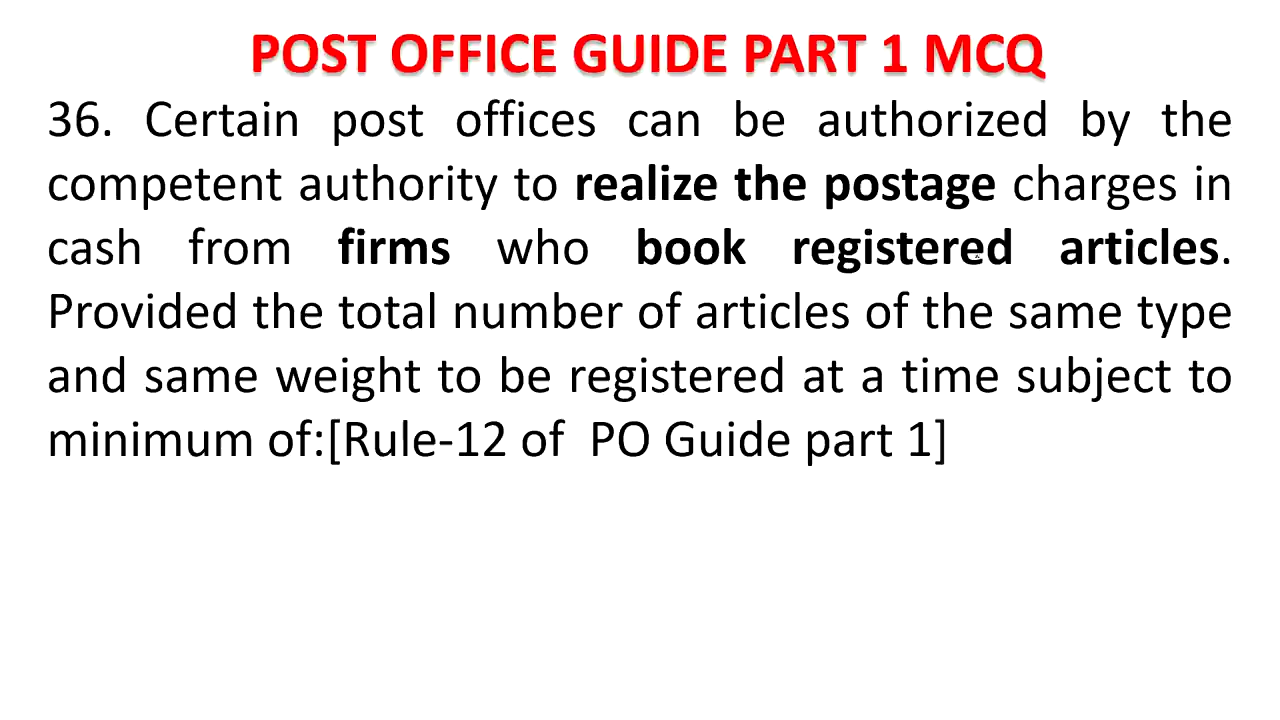 POST OFFICE GUIDE PART 1 MCQ
36. Certain post offices can be authorized by the
competent authority to realize the postage charges in
cash from firms who book registered articles.
Provided the total number of articles of the same type
and same weight to be registered at a time subject to
minimum of:[Rule-12 of  PO Guide part 1]